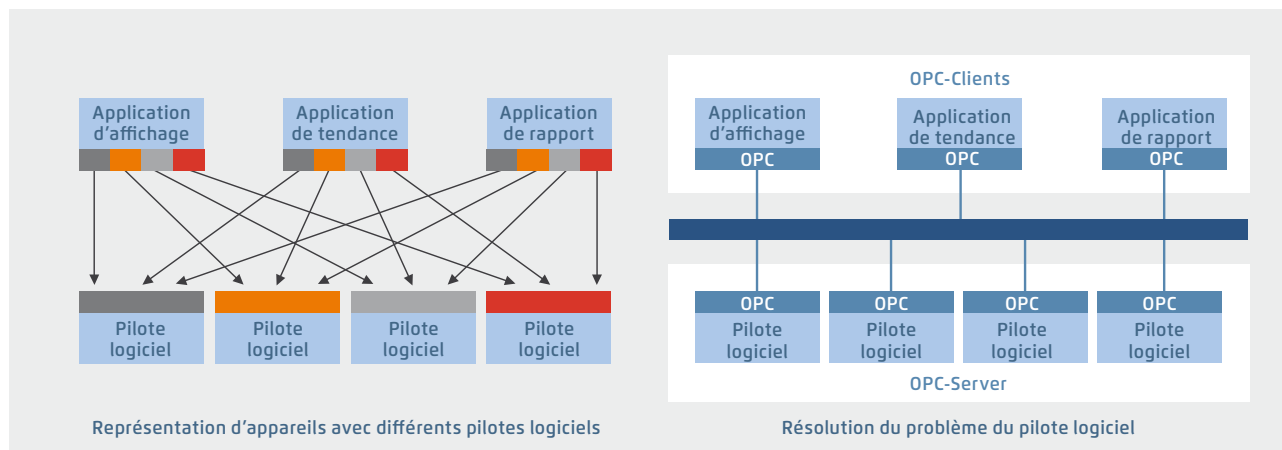 Application
d'affichage
Application
de tendance
Application
de rapport
Pilote
logiciel
Pilote
logiciel
Pilote
logiciel
Pilote
logiciel
Représentation d'appareils avec différents pilotes logiciels
OPC-Clients
Application
d'affichage
OPC
Application
de tendance
OPC
Application
de rapport
OPC
OPC
Pilote
logiciel
OPC
Pilote
logiciel
OPC
Pilote
logiciel
OPC
Pilote
logiciel
OPC-Server
Résolution du problème du pilote logiciel